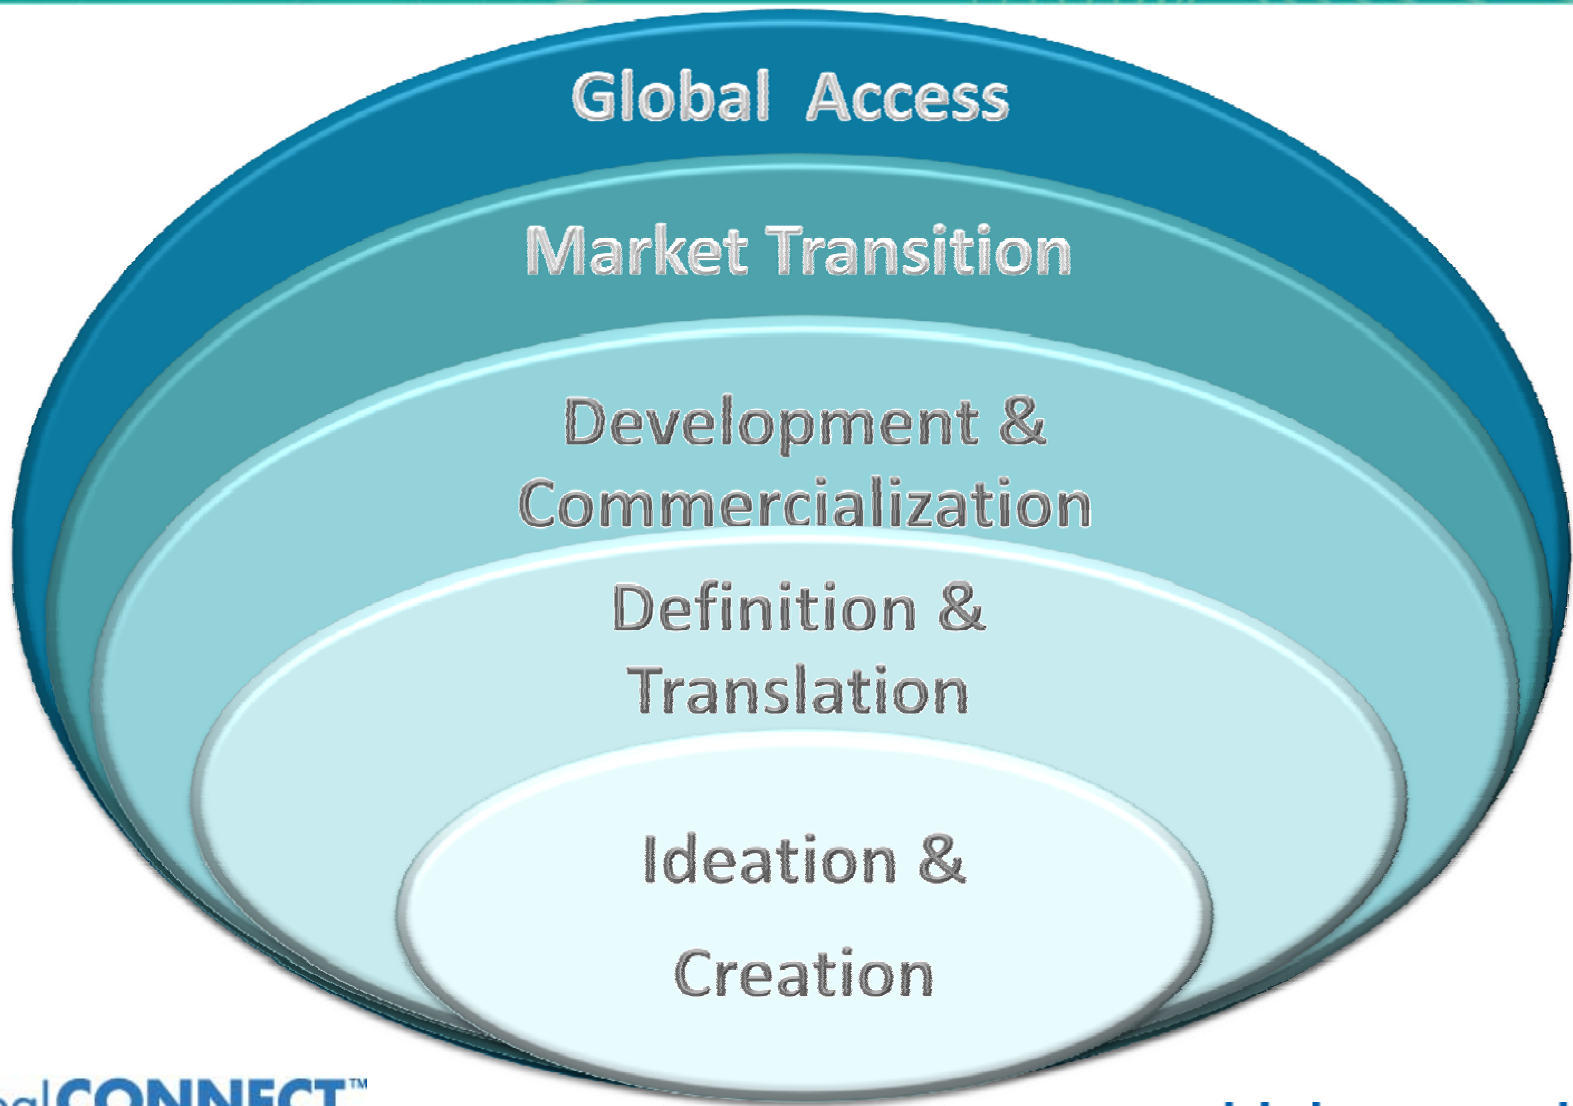 Global Access
Market Transition
Development &
Commercialization
Definition &
Translation
Ideation &
Creation
CONNECT™